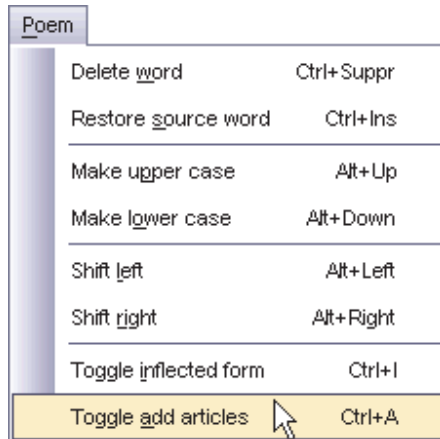 Poem
Delete word Ctrl+Suppr
Restore source word Ctrl+Ins
Make upper case Alt+Up
Make lower case Alt+Down
Shift left Alt+Left
Shift right Alt+Right
Toggle inflected form Ctrl+I
Toggle add articles Ctrl+A